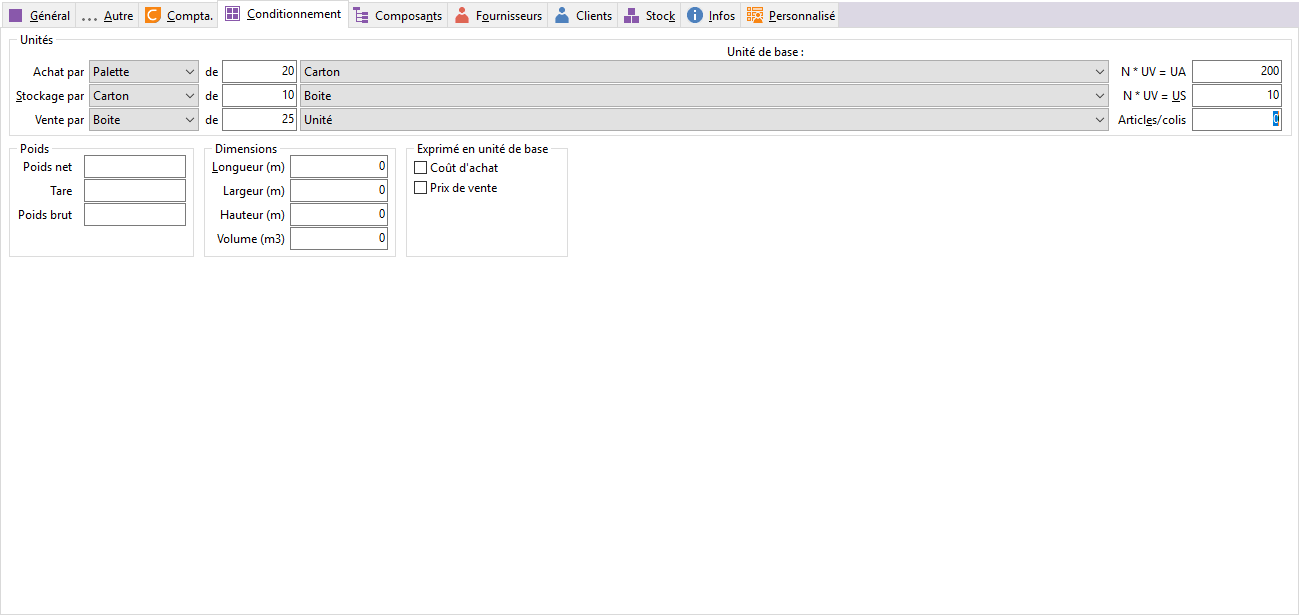 Général ... Autre Compta. Conditionnement Composants Fournisseurs Clients Stock Infos Personnalisé
Unités
Unité de base :
Achat par Palette de 20 Carton N * UV = UA 200
Stockage par Carton de 10 Boite N * UV = US 10
Vente par Boite de 25 Unité Articles/colis 0
Poids Dimensions Exprimé en unité de base
Poids net Longueur (m) 0 Coût d'achat
Tare Largeur (m) 0 Prix de vente
Poids brut Hauteur (m) 0
Volume (m3) 0